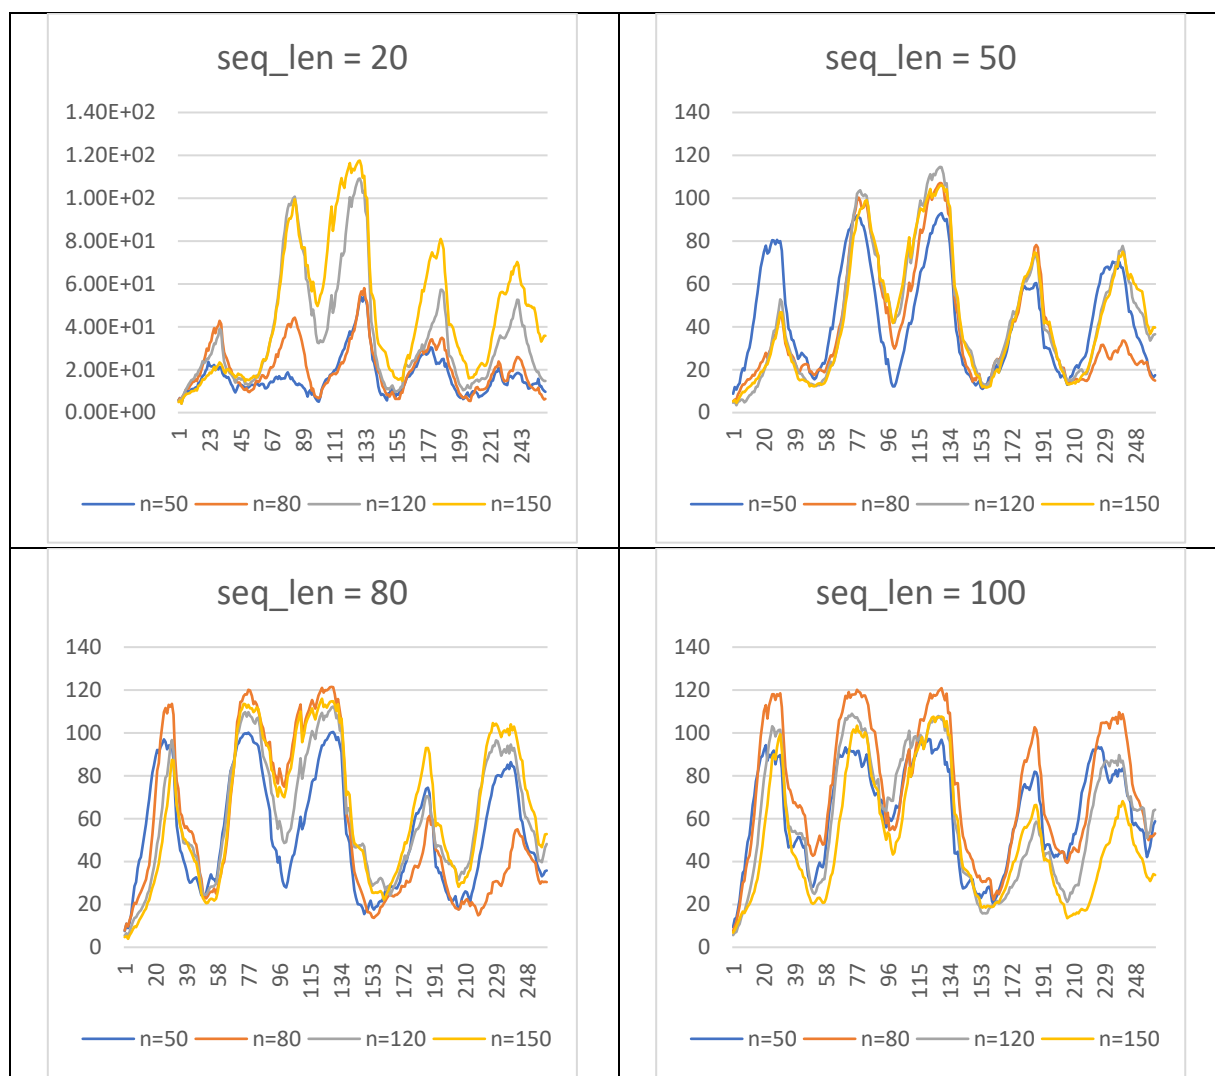 seq_len = 20
1.40E+02
1.20E+02
1.00E+02
8.00E+01
6.00E+01
4.00E+01
2.00E+01
0.00E+00
1 23 45 67 89 111 133 155 177 199 221 243
n=50 n=80 n=120 n=150
seq_len = 50
140
120
100
80
60
40
20
0
1 20 39 58 77 96 115 134 153 172 191 210 229 248
n=50 n=80 n=120 n=150
seq_len = 80
140
120
100
80
60
40
20
0
1 20 39 58 77 96 115 134 153 172 191 210 229 248
n=50 n=80 n=120 n=150
seq_len = 100
140
120
100
80
60
40
20
0
1 20 39 58 77 96 115 134 153 172 191 210 229 248
n=50 n=80 n=120 n=150